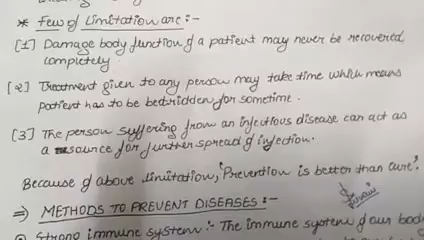 * Few of limitation are :-
[1] Damage body function of a patient may never be recovered
completely
[2] Treatment given to any person may take time which means
patient has to be bedridden for sometime.
[3] The person suffering from an infectious disease can act as
a source for further spread of infection.
Because of above limitation, 'Prevention is better than cure'.
=> METHODS TO PREVENT DISEASES :-
Strong immune system :- The immune system of our body